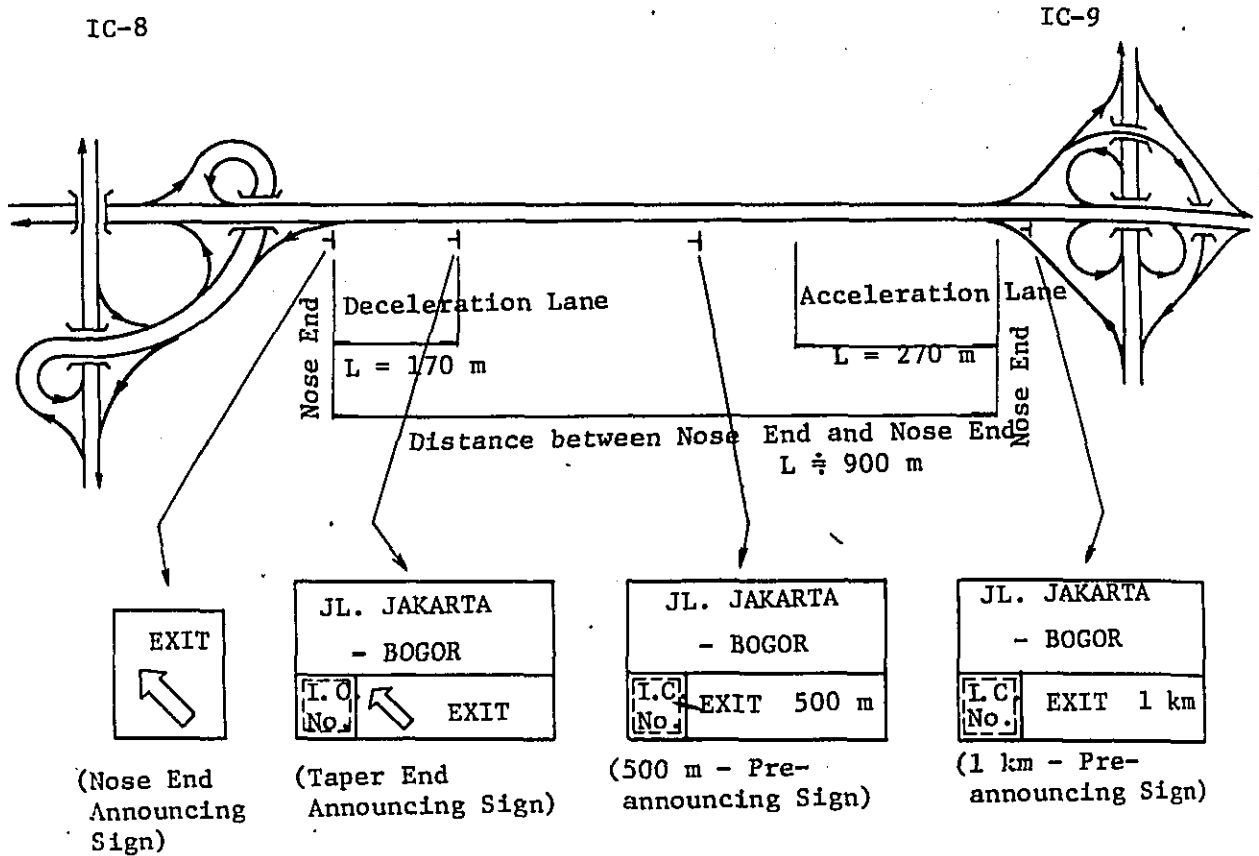 IC-8
IC-9
Nose End
Deceleration Lane
L = 170 m
Acceleration Lane
L = 270 m
Nose End
Distance between Nose End and Nose End
L ≒ 900 m
EXIT
(Nose End
Announcing
Sign)
JL. JAKARTA
- BOGOR
I.C
No.
EXIT
(Taper End
Announcing Sign)
JL. JAKARTA
- BOGOR
I.C.
No.
EXIT 500 m
(500 m - Pre-
announcing Sign)
JL. JAKARTA
- BOGOR
I.C
No.
EXIT 1 km
(1 km - Pre-
announcing Sign)